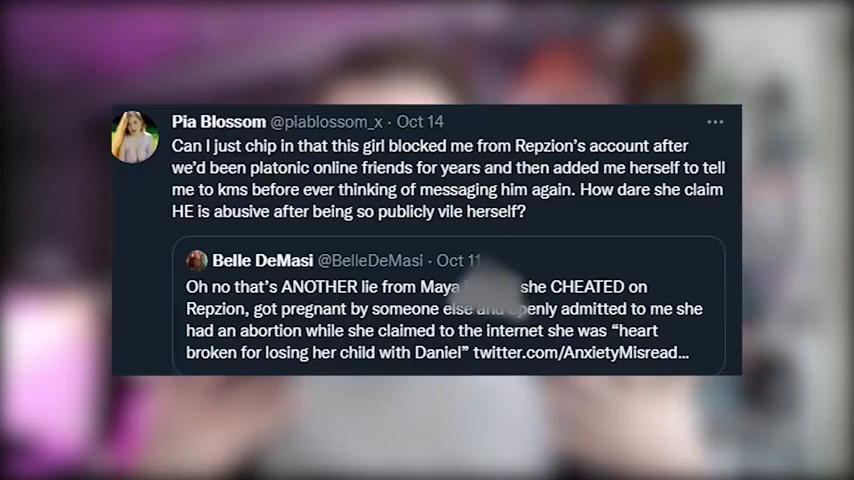 Pia Blossom @piablossom_x · Oct 14
Can I just chip in that this girl blocked me from Repzion's account after
we'd been platonic online friends for years and then added me herself to tell
me to kms before ever thinking of messaging him again. How dare she claim
HE is abusive after being so publicly vile herself?
Belle DeMasi @BelleDeMasi · Oct 11
Oh no that's ANOTHER lie from Maya she CHEATED on
Repzion, got pregnant by someone else and openly admitted to me she
had an abortion while she claimed to the internet she was "heart
broken for losing her child with Daniel" twitter.com/AnxietyMisread...